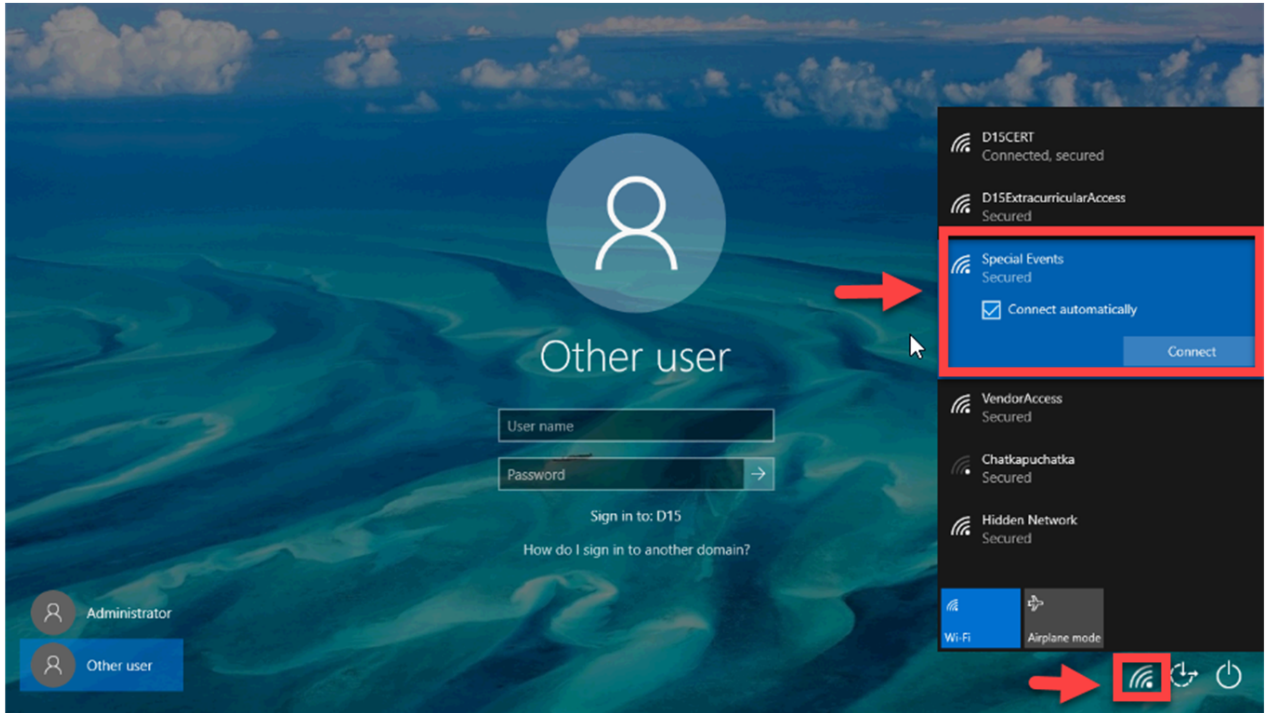 Other user
User name
Password
Sign in to: D15
How do I sign in to another domain?
Administrator
Other user
D15CERT
Connected, secured
D15ExtracurricularAccess
Secured
Special Events
Secured
Connect automatically
Connect
VendorAccess
Secured
Chatkapuchatka
Secured
Hidden Network
Secured
Wi-Fi
Airplane mode